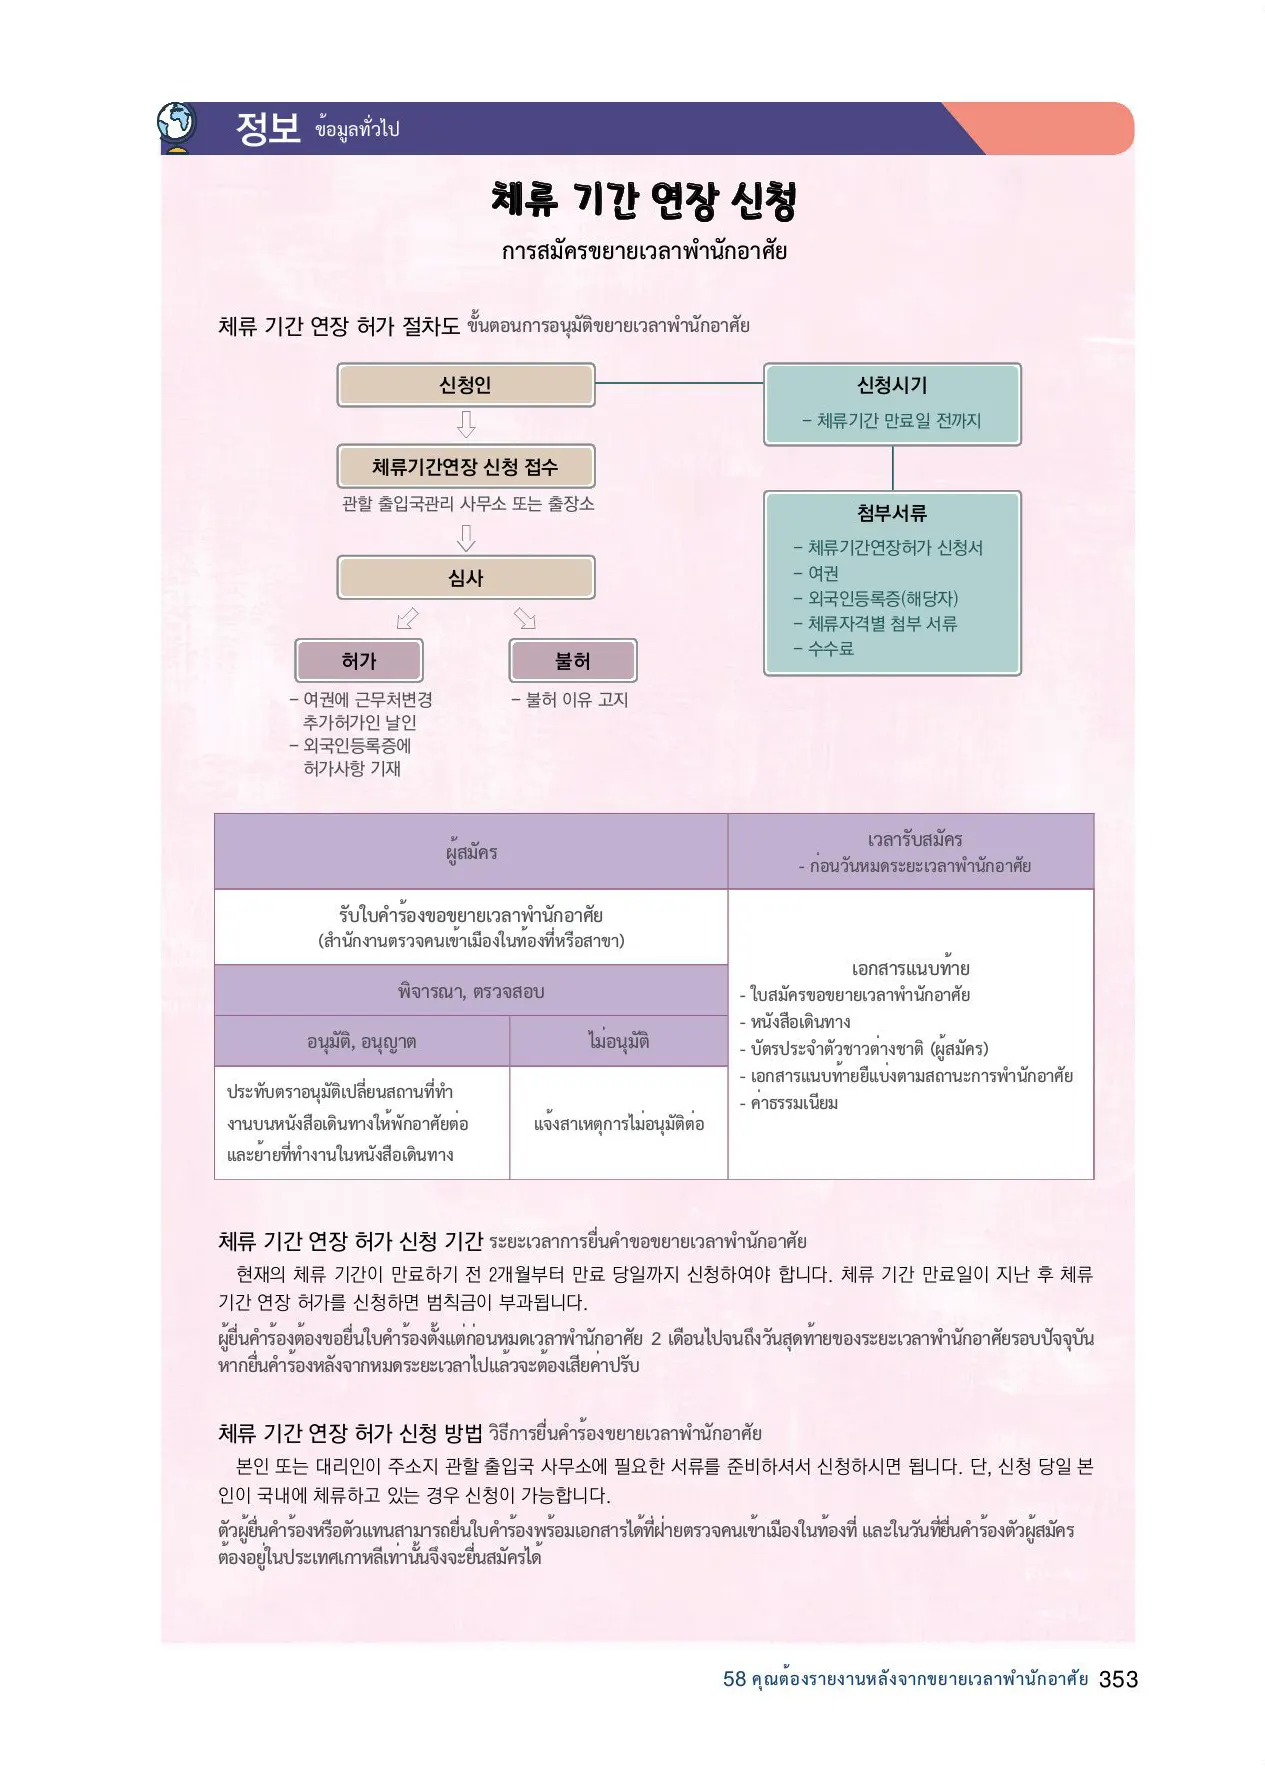 정보 ข้อมูลทั่วไป
체류 기간 연장 신청
การสมัครขยายเวลาพำนักอาศัย
체류 기간 연장 허가 절차도 ขั้นตอนการอนุมัติขยายเวลาพำนักอาศัย
신청인
체류기간연장 신청 접수
관할 출입국관리 사무소 또는 출장소
심사
허가
– 여권에 근무처변경
추가허가인 날인
– 외국인등록증에
허가사항 기재
불허
– 불허 이유 고지
신청시기
– 체류기간 만료일 전까지
첨부서류
– 체류기간연장허가 신청서
– 여권
– 외국인등록증(해당자)
– 체류자격별 첨부 서류
– 수수료
ผู้สมัคร
เวลารับสมัคร
- ก่อนวันหมดระยะเวลาพำนักอาศัย
รับใบคำร้องขอขยายเวลาพำนักอาศัย
(สำนักงานตรวจคนเข้าเมืองในท้องที่หรือสาขา)
พิจารณา, ตรวจสอบ
อนุมัติ, อนุญาต
ไม่อนุมัติ
ประทับตราอนุมัติเปลี่ยนสถานที่ทำ
งานบนหนังสือเดินทางให้พักอาศัยต่อ
และย้ายที่ทำงานในหนังสือเดินทาง
แจ้งสาเหตุการไม่อนุมัติต่อ
เอกสารแนบท้าย
- ใบสมัครขอขยายเวลาพำนักอาศัย
- หนังสือเดินทาง
- บัตรประจำตัวชาวต่างชาติ (ผู้สมัคร)
- เอกสารแนบท้ายยืแบ่งตามสถานะการพำนักอาศัย
- ค่าธรรมเนียม
체류 기간 연장 허가 신청 기간 ระยะเวลาการยื่นคำขอขยายเวลาพำนักอาศัย
현재의 체류 기간이 만료하기 전 2개월부터 만료 당일까지 신청하여야 합니다. 체류 기간 만료일이 지난 후 체류
기간 연장 허가를 신청하면 범칙금이 부과됩니다.
ผู้ยื่นคำร้องต้องขอยื่นใบคำร้องตั้งแต่ก่อนหมดเวลาพำนักอาศัย 2 เดือนไปจนถึงวันสุดท้ายของระยะเวลาพำนักอาศัยรอบปัจจุบัน
หากยื่นคำร้องหลังจากหมดระยะเวลาไปแล้วจะต้องเสียค่าปรับ
체류 기간 연장 허가 신청 방법 วิธีการยื่นคำร้องขยายเวลาพำนักอาศัย
본인 또는 대리인이 주소지 관할 출입국 사무소에 필요한 서류를 준비하셔서 신청하시면 됩니다. 단, 신청 당일 본
인이 국내에 체류하고 있는 경우 신청이 가능합니다.
ตัวผู้ยื่นคำร้องหรือตัวแทนสามารถยื่นใบคำร้องพร้อมเอกสารได้ที่ฝ่ายตรวจคนเข้าเมืองในท้องที่ และในวันที่ยื่นคำร้องตัวผู้สมัคร
ต้องอยู่ในประเทศเกาหลีเท่านั้นจึงจะยื่นสมัครได้
58 คุณต้องรายงานหลังจากขยายเวลาพำนักอาศัย 353